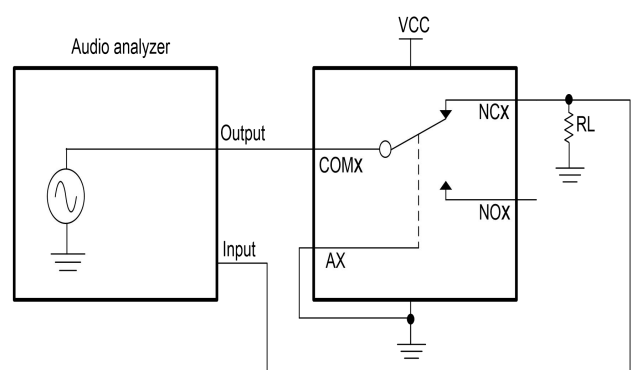 VCC
Audio analyzer
Output
COMX
NCX
RL
NOX
Input
AX